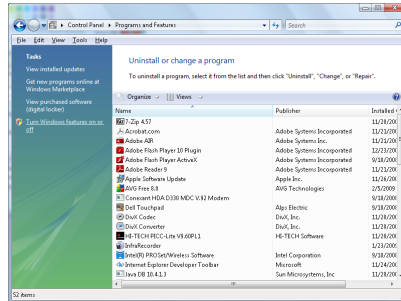 Control Panel ▸ Programs and Features
Search
File Edit View Tools Help
Tasks
View installed updates
Get new programs online at
Windows Marketplace
View purchased software
(digital locker)
Turn Windows features on or
off
Uninstall or change a program
To uninstall a program, select it from the list and then click "Uninstall", "Change", or "Repair".
Organize Views
Name Publisher Installed
7-Zip 4.57 11/28/200
Acrobat.com Adobe Systems Incorporated 11/21/200
Adobe AIR Adobe Systems Inc. 11/21/200
Adobe Flash Player 10 Plugin Adobe Systems Incorporated 12/23/200
Adobe Flash Player ActiveX Adobe Systems Incorporated 9/18/2008
Adobe Reader 9 Adobe Systems Incorporated 11/21/200
Apple Software Update Apple Inc. 11/26/200
AVG Free 8.0 AVG Technologies 2/5/2009
Conexant HDA D330 MDC V.92 Modem 9/18/2008
Dell Touchpad Alps Electric 9/18/2008
DivX Codec DivX, Inc. 11/28/200
DivX Converter DivX, Inc. 11/28/200
HI-TECH PICC-Lite V9.60PL1 HI-TECH Software 11/28/200
InfraRecorder 1/23/2009
Intel(R) PROSet/Wireless Software Intel Corporation 9/18/2008
Internet Explorer Developer Toolbar Microsoft 11/24/200
Java DB 10.4.1.3 Sun Microsystems, Inc 11/28/200
52 items